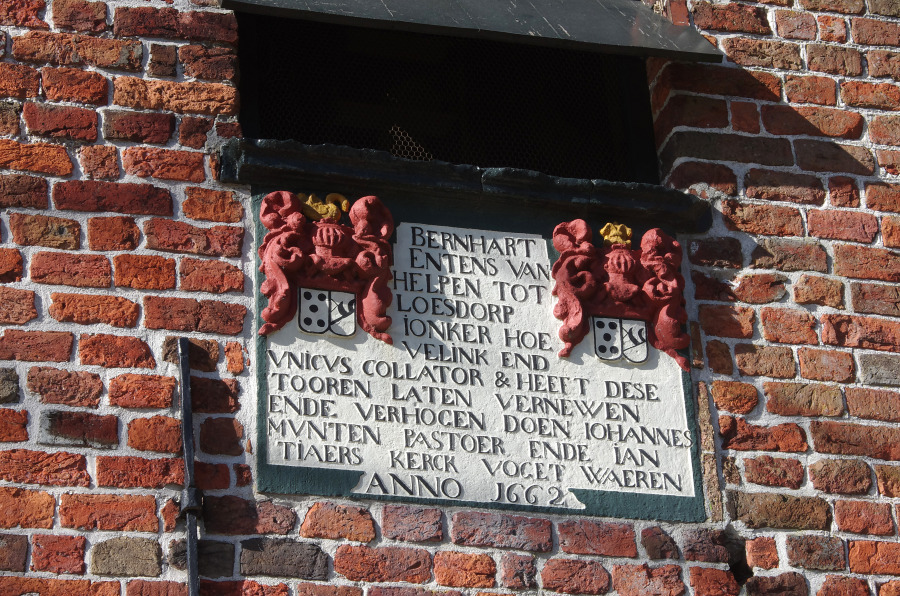 BERNHART
ENTENS VAN
HELPEN TOT
LOESDORP
IONKER HOE
VELINK END
VNICVS COLLATOR & HEEFT DESE
TOOREN LATEN VERNEWEN
ENDE VERHOGEN DOEN IOHANNES
MVNTEN PASTOER ENDE IAN
TIAERS KERCK VOGET WAEREN
ANNO 1662